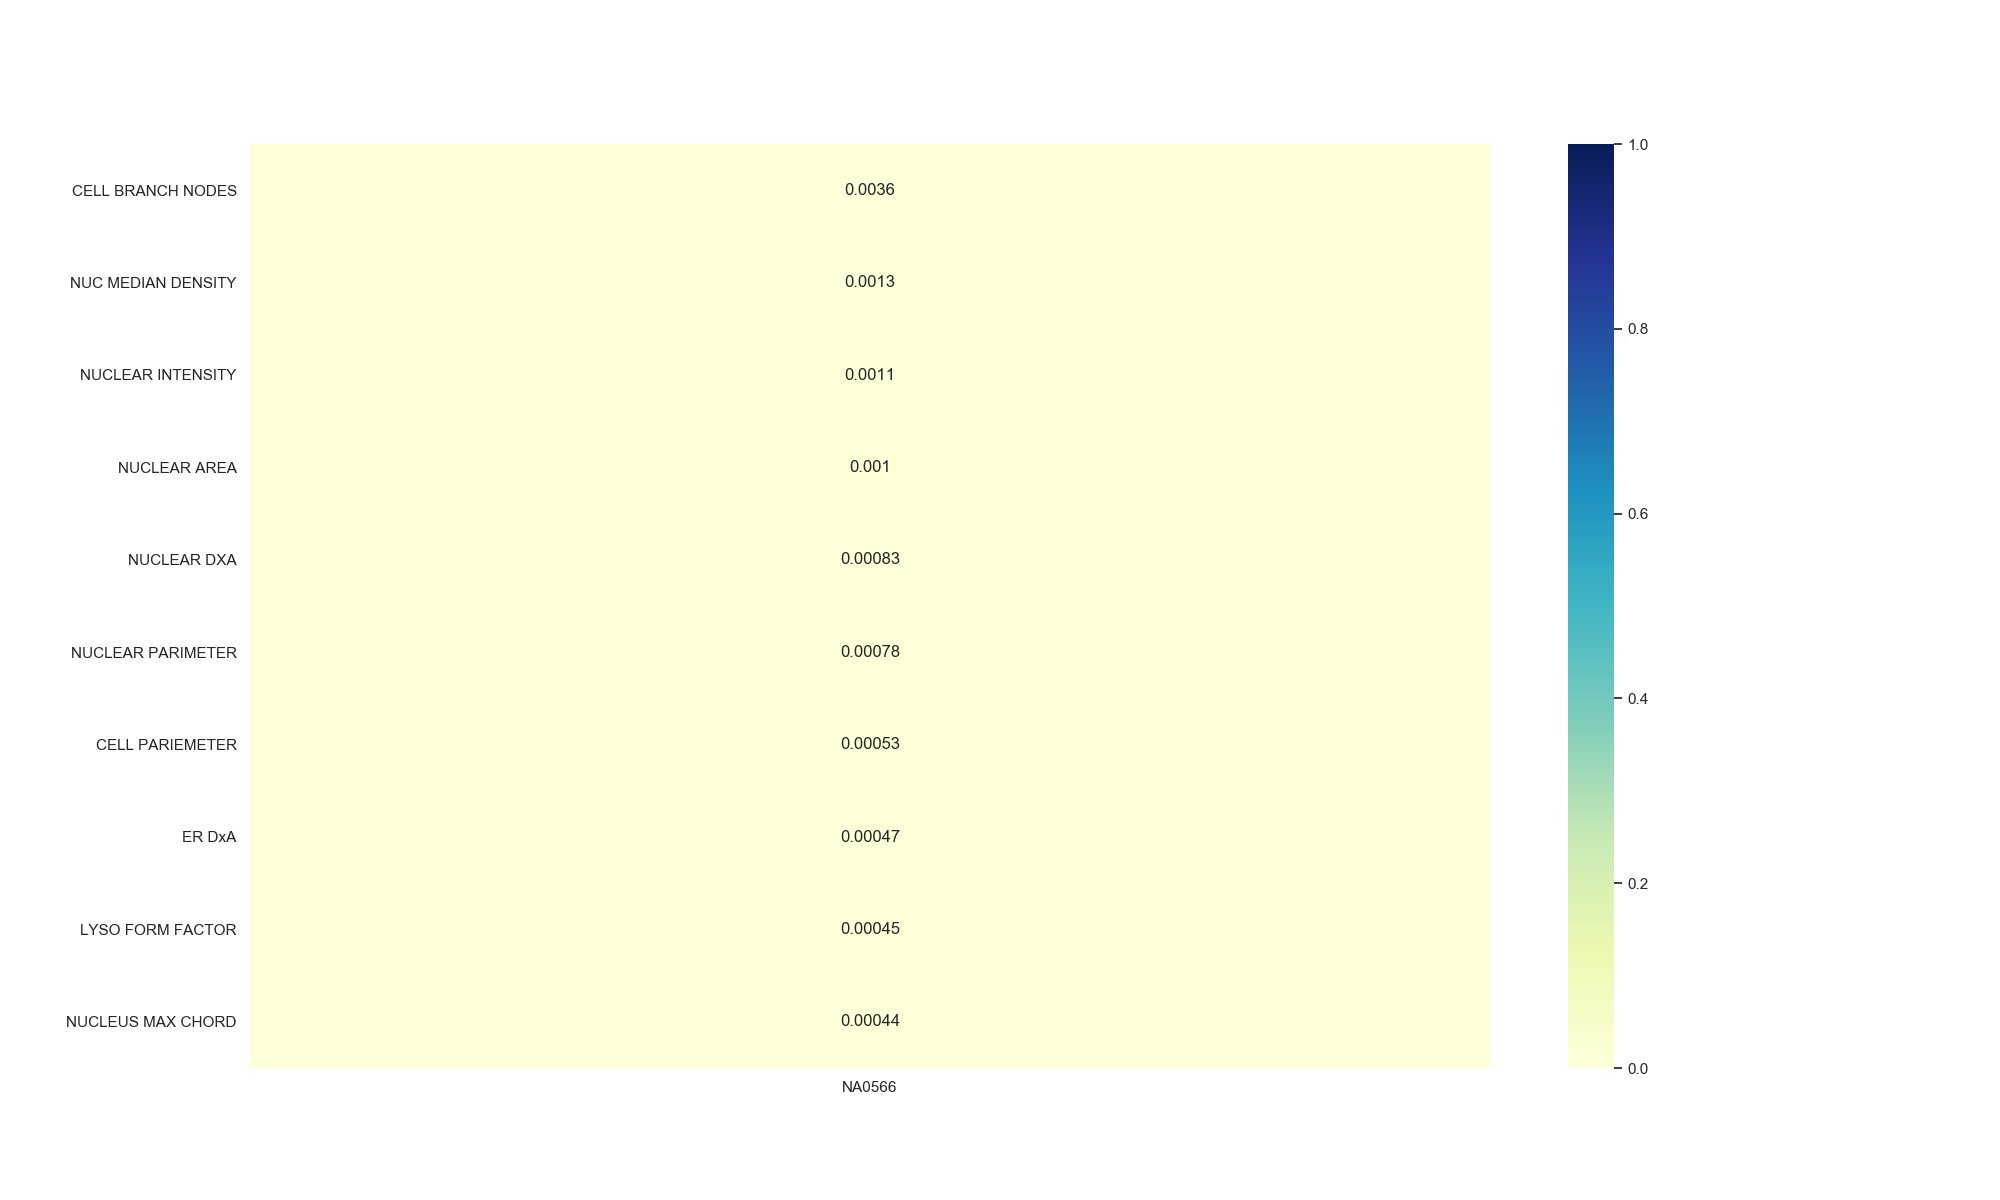 CELL BRANCH NODES 0.0036
NUC MEDIAN DENSITY 0.0013
NUCLEAR INTENSITY 0.0011
NUCLEAR AREA 0.001
NUCLEAR DXA 0.00083
NUCLEAR PARIMETER 0.00078
CELL PARIEMETER 0.00053
ER DxA 0.00047
LYSO FORM FACTOR 0.00045
NUCLEUS MAX CHORD 0.00044
NA0566
1.0
0.8
0.6
0.4
0.2
0.0